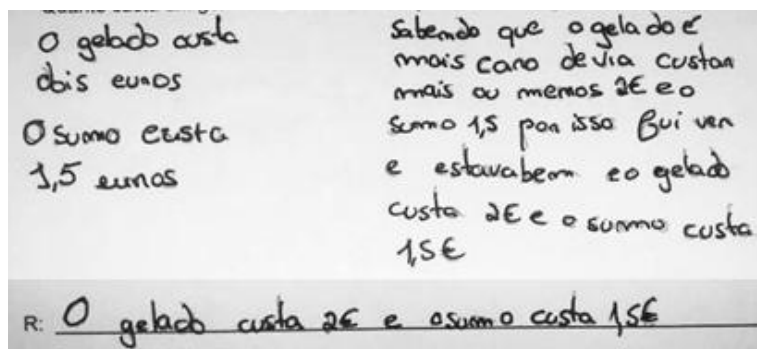 O gelado custa
dois euros
O sumo custa
1,5 euros
Sabendo que o gelado é
mais caro devia custar
mais ou menos 2€ e o
sumo 1,5 por isso fui ver
e estava bem e o gelado
custa 2€ e o sumo custa
1,5€
R: O gelado custa 2€ e o sumo custa 1,5€